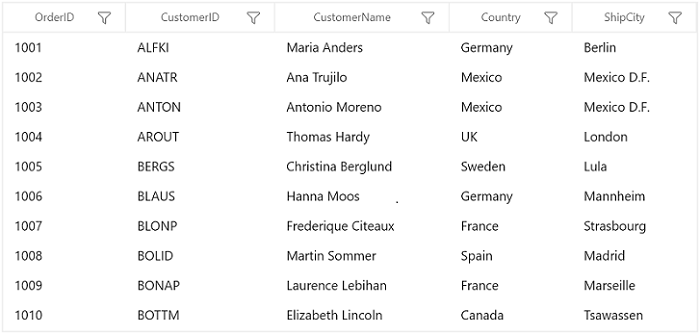 OrderID CustomerID CustomerName Country ShipCity
1001 ALFKI Maria Anders Germany Berlin
1002 ANATR Ana Trujilo Mexico Mexico D.F.
1003 ANTON Antonio Moreno Mexico Mexico D.F.
1004 AROUT Thomas Hardy UK London
1005 BERGS Christina Berglund Sweden Lula
1006 BLAUS Hanna Moos Germany Mannheim
1007 BLONP Frederique Citeaux France Strasbourg
1008 BOLID Martin Sommer Spain Madrid
1009 BONAP Laurence Lebihan France Marseille
1010 BOTTM Elizabeth Lincoln Canada Tsawassen